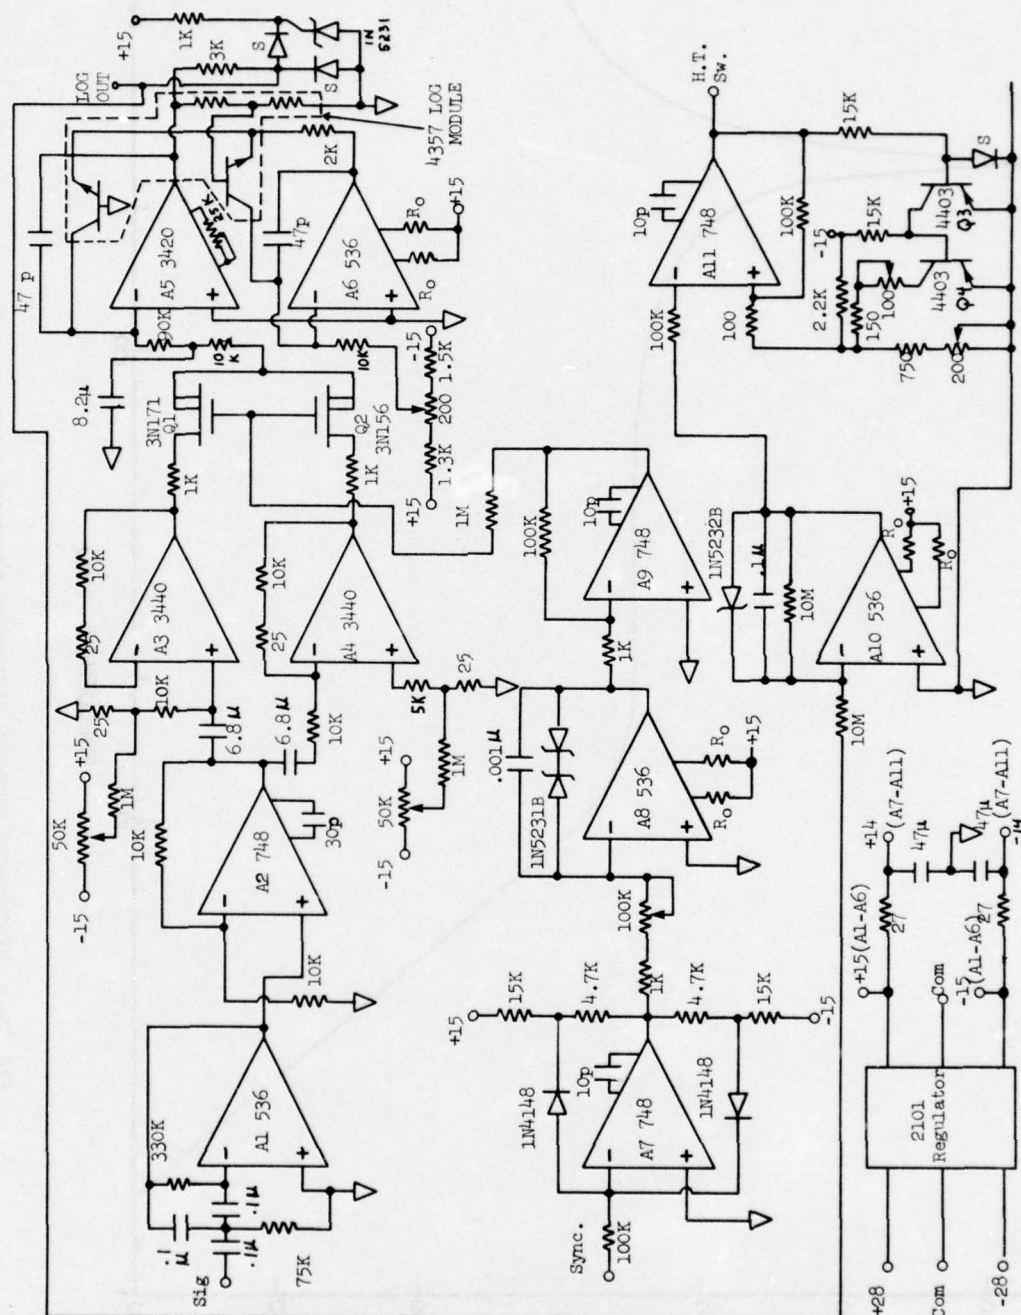 +15
1K
1N
5231
LOG
OUT
3K
S
S
47 p
25K
A5 3420
2K
4357 LOG
MODULE
47p
A6 536
Ro
Ro
+15
90K
10K
10K
8.2µ
3N171
Q1
Q2
3N156
-15
1.5K
200
1.3K
+15
1K
1K
10K
25
A3 3440
10K
25
A4 3440
1M
25
10K
6.8µ
6.8µ
10K
5K
25
1M
+15
50K
-15
1M
+15
50K
-15
10K
A2 748
30p
10K
330K
A1 536
.1
µ
.1µ
.1µ
75K
Sig
H.T.
Sw.
10p
A11 748
100K
100K
100
15K
-15
15K
2.2K
150
100
S
4403
Q3
4403
Q4
750
200
100K
10p
A9 748
1K
1N5232B
.1µ
10M
A10 536
Ro
+15
Ro
10M
.001µ
1N5231B
A8 536
Ro
Ro
+15
100K
1K
+15
15K
4.7K
4.7K
15K
-15
10p
A7 748
1N4148
1N4148
Sync.
100K
+14
(A7-A11)
47µ
47µ
(A7-A11)
-14
+15(A1-A6)
27
Com
-15
(A1-A6)
27
2101
Regulator
+28
Com
-28